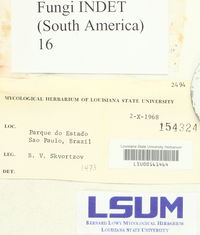 Fungi INDET
(South America)
16
2494
MYCOLOGICAL HERBARIUM OF LOUISIANA STATE UNIVERSITY
2-X-1968
154324
LOC. Parque do Estado
Sao Paulo, Brazil
Louisiana State University Herbarium
LEG. B. V. Skvortzov
1473
DET.
LSUM
BERNARD LOWY MYCOLOGICAL HERBARIUM
LOUISIANA STATE UNIVERSITY